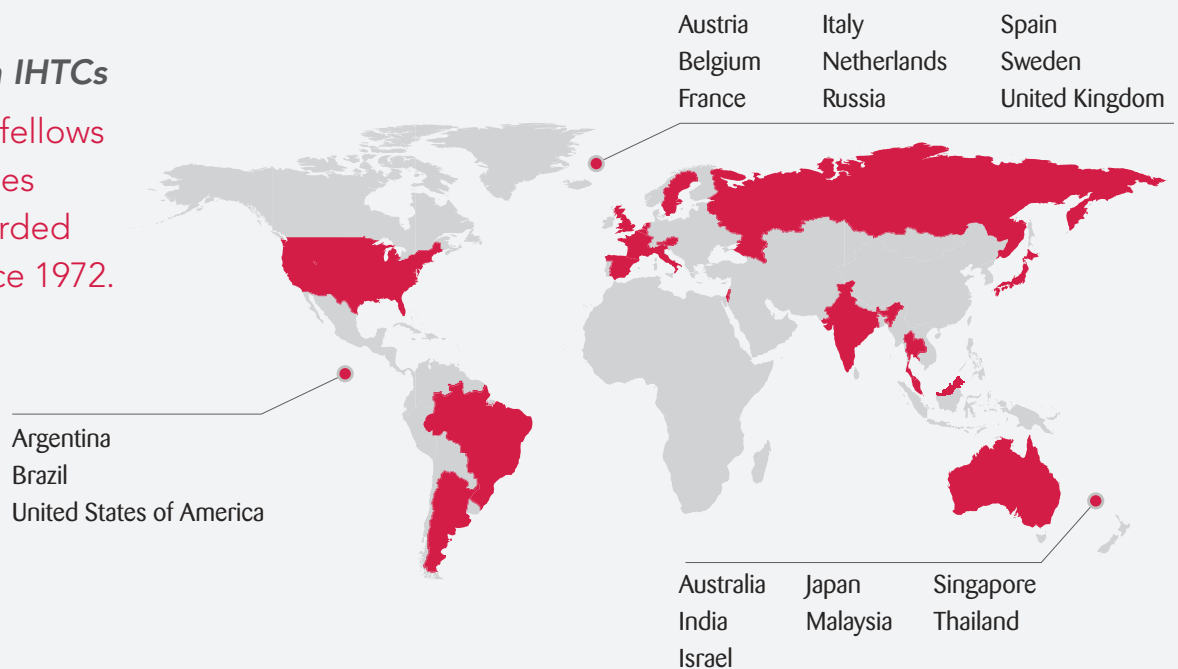 IHTCs
fellows
rded
ce 1972.
Austria
Belgium
France
Italy
Netherlands
Russia
Spain
Sweden
United Kingdom
Argentina
Brazil
United States of America
Australia
India
Israel
Japan
Malaysia
Singapore
Thailand